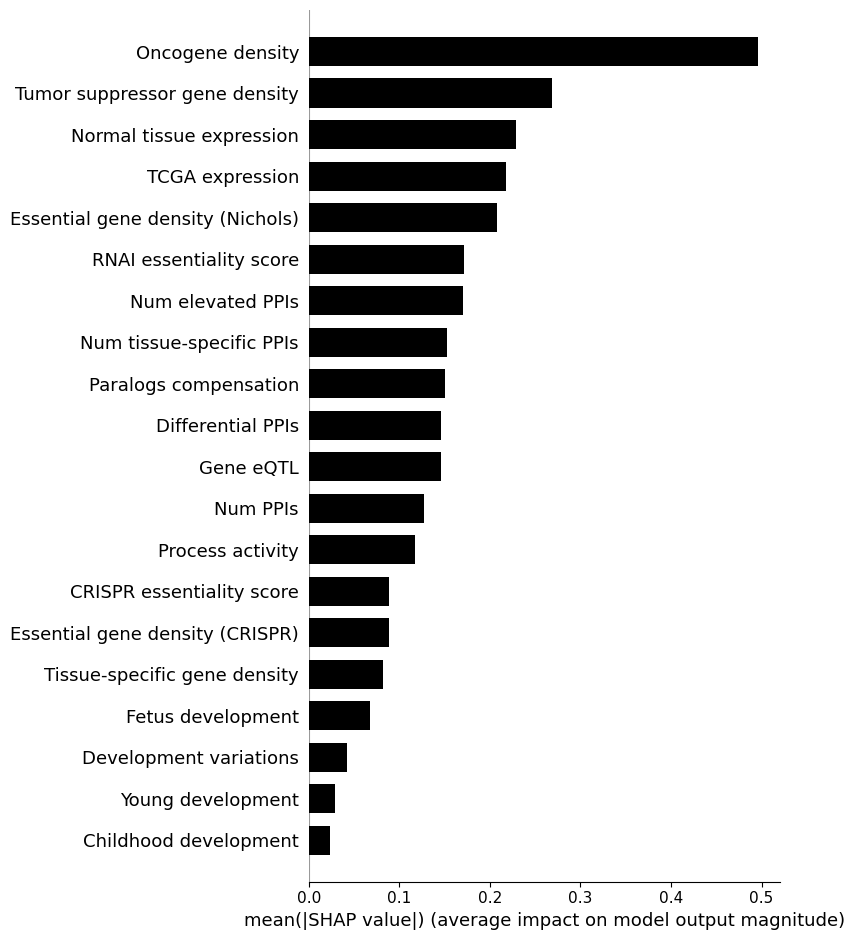 Oncogene density
Tumor suppressor gene density
Normal tissue expression
TCGA expression
Essential gene density (Nichols)
RNAI essentiality score
Num elevated PPIs
Num tissue-specific PPIs
Paralogs compensation
Differential PPIs
Gene eQTL
Num PPIs
Process activity
CRISPR essentiality score
Essential gene density (CRISPR)
Tissue-specific gene density
Fetus development
Development variations
Young development
Childhood development
0.0 0.1 0.2 0.3 0.4 0.5
mean(|SHAP value|) (average impact on model output magnitude)